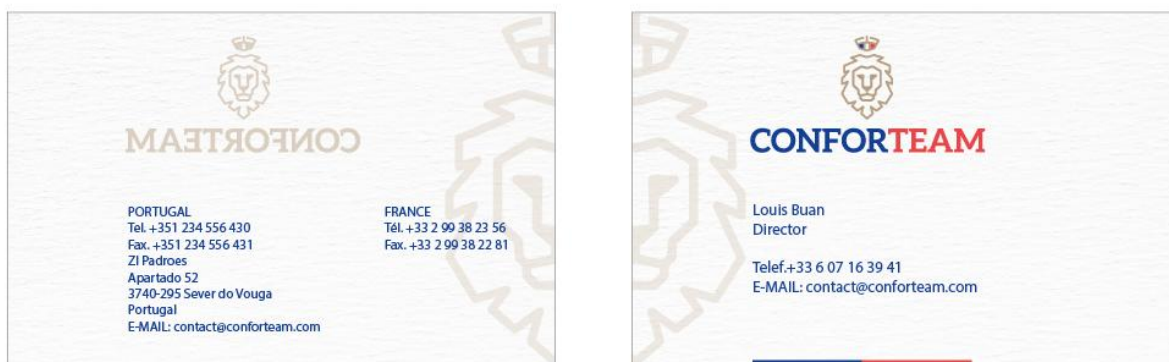 CONFORTEAM
PORTUGAL
Tel. +351 234 556 430
Fax. +351 234 556 431
ZI Padroes
Apartado 52
3740-295 Sever do Vouga
Portugal
E-MAIL: contact@conforteam.com
FRANCE
Tél. +33 2 99 38 23 56
Fax. +33 2 99 38 22 81
CONFORTEAM
Louis Buan
Director
Telef.+33 6 07 16 39 41
E-MAIL: contact@conforteam.com